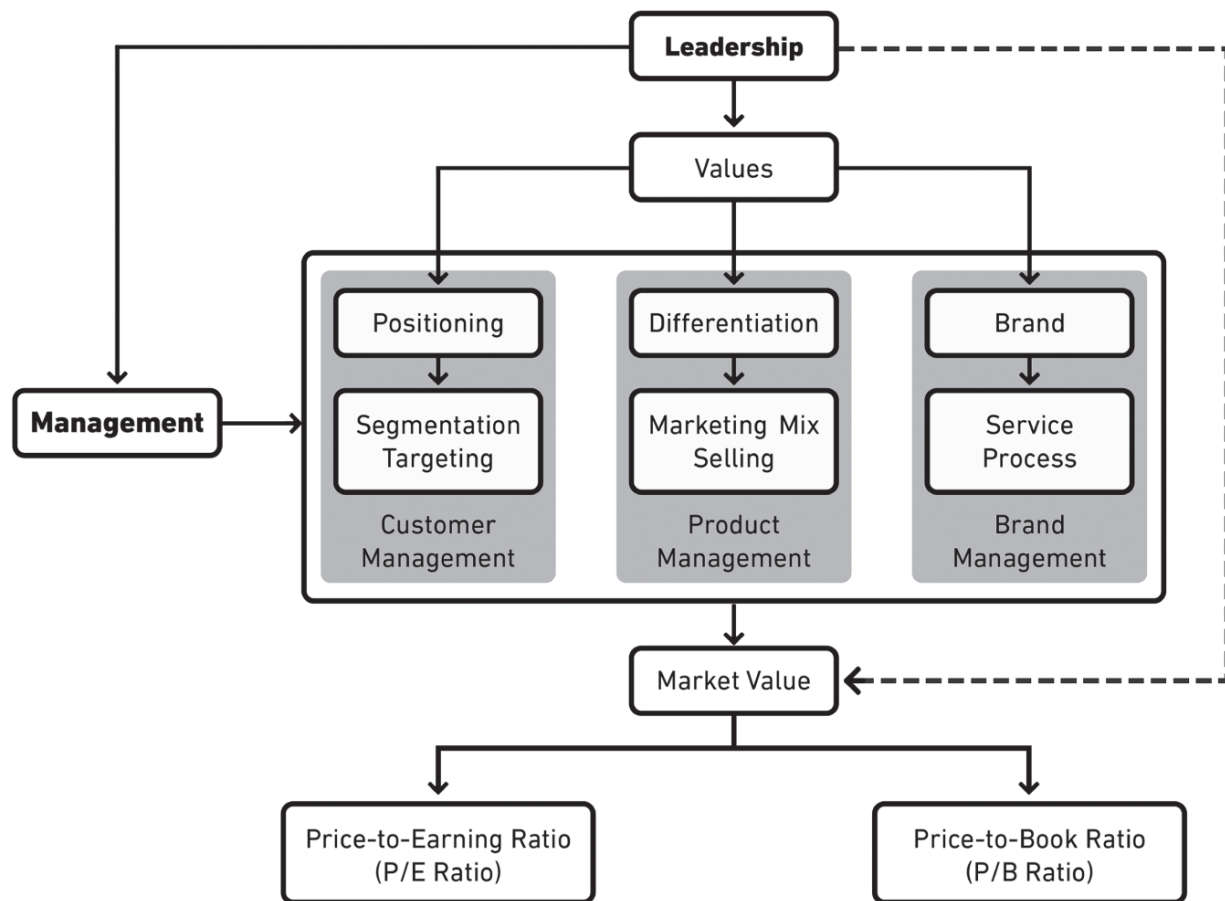 Leadership
Values
Positioning
Differentiation
Brand
Management
Segmentation
Targeting
Marketing Mix
Selling
Service
Process
Customer
Management
Product
Management
Brand
Management
Market Value
Price-to-Earning Ratio
(P/E Ratio)
Price-to-Book Ratio
(P/B Ratio)